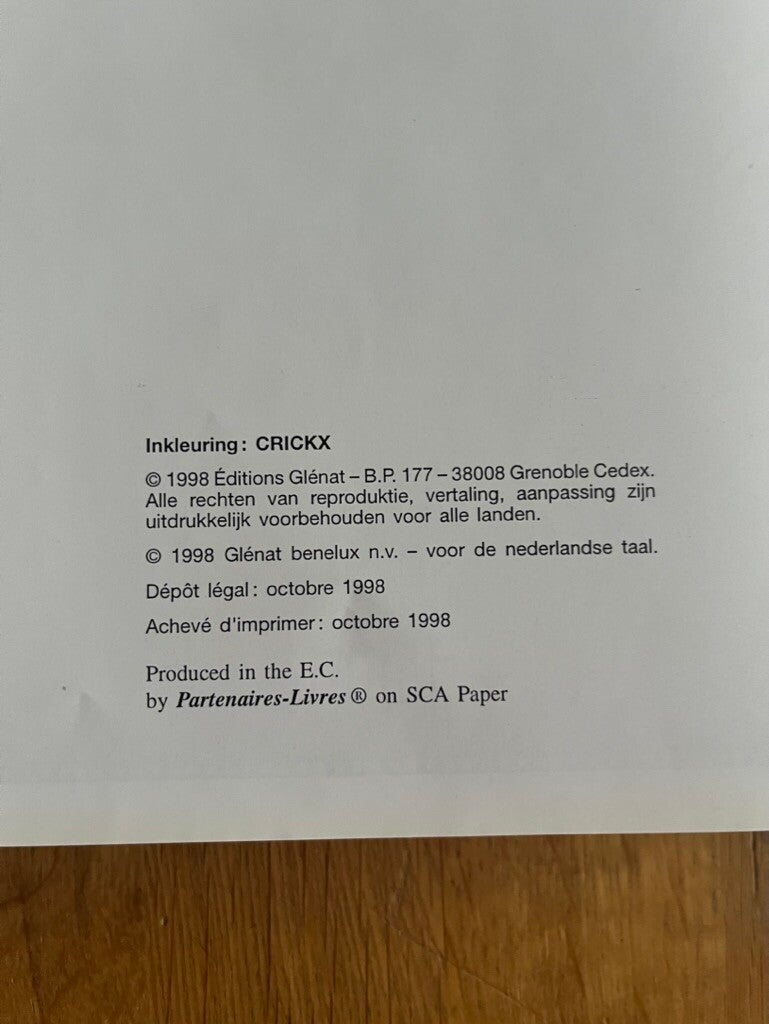 Inkleuring: CRICKX
© 1998 Éditions Glénat – B.P. 177 – 38008 Grenoble Cedex.
Alle rechten van reproduktie, vertaling, aanpassing zijn
uitdrukkelijk voorbehouden voor alle landen.
© 1998 Glénat benelux n.v. – voor de nederlandse taal.
Dépôt légal: octobre 1998
Achevé d'imprimer: octobre 1998
Produced in the E.C.
by Partenaires-Livres® on SCA Paper